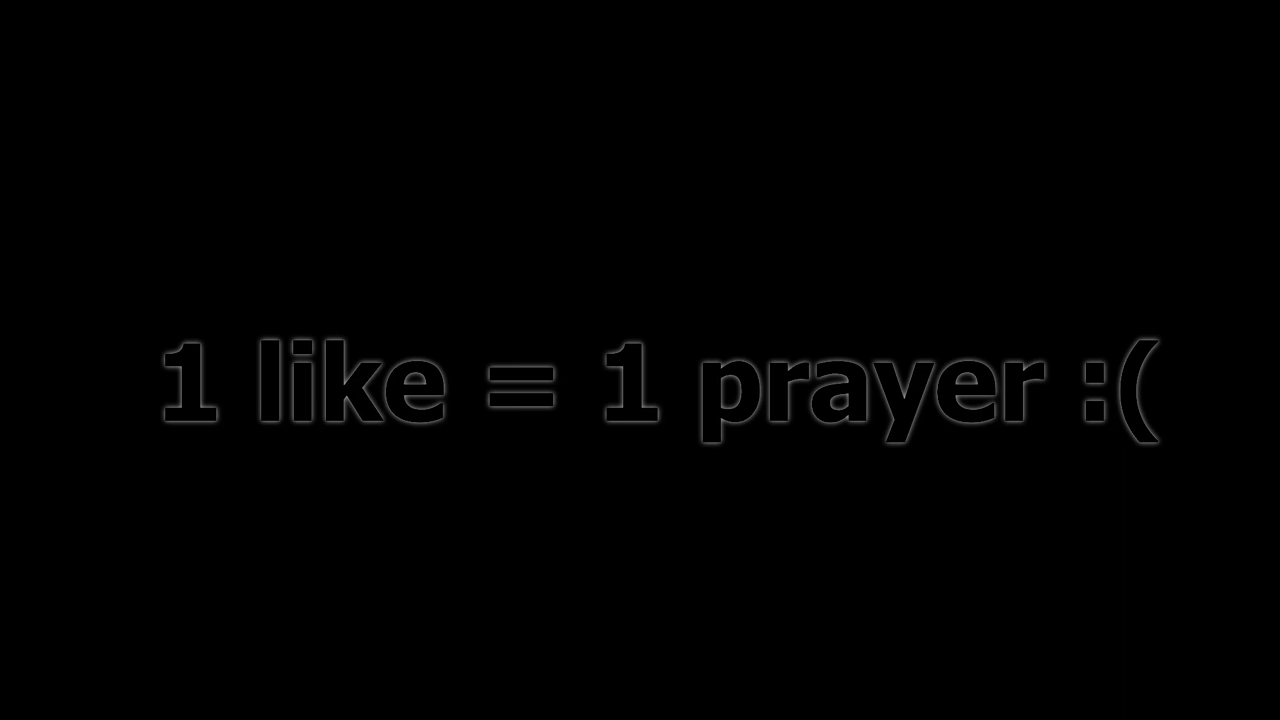 1 like = 1 prayer :(